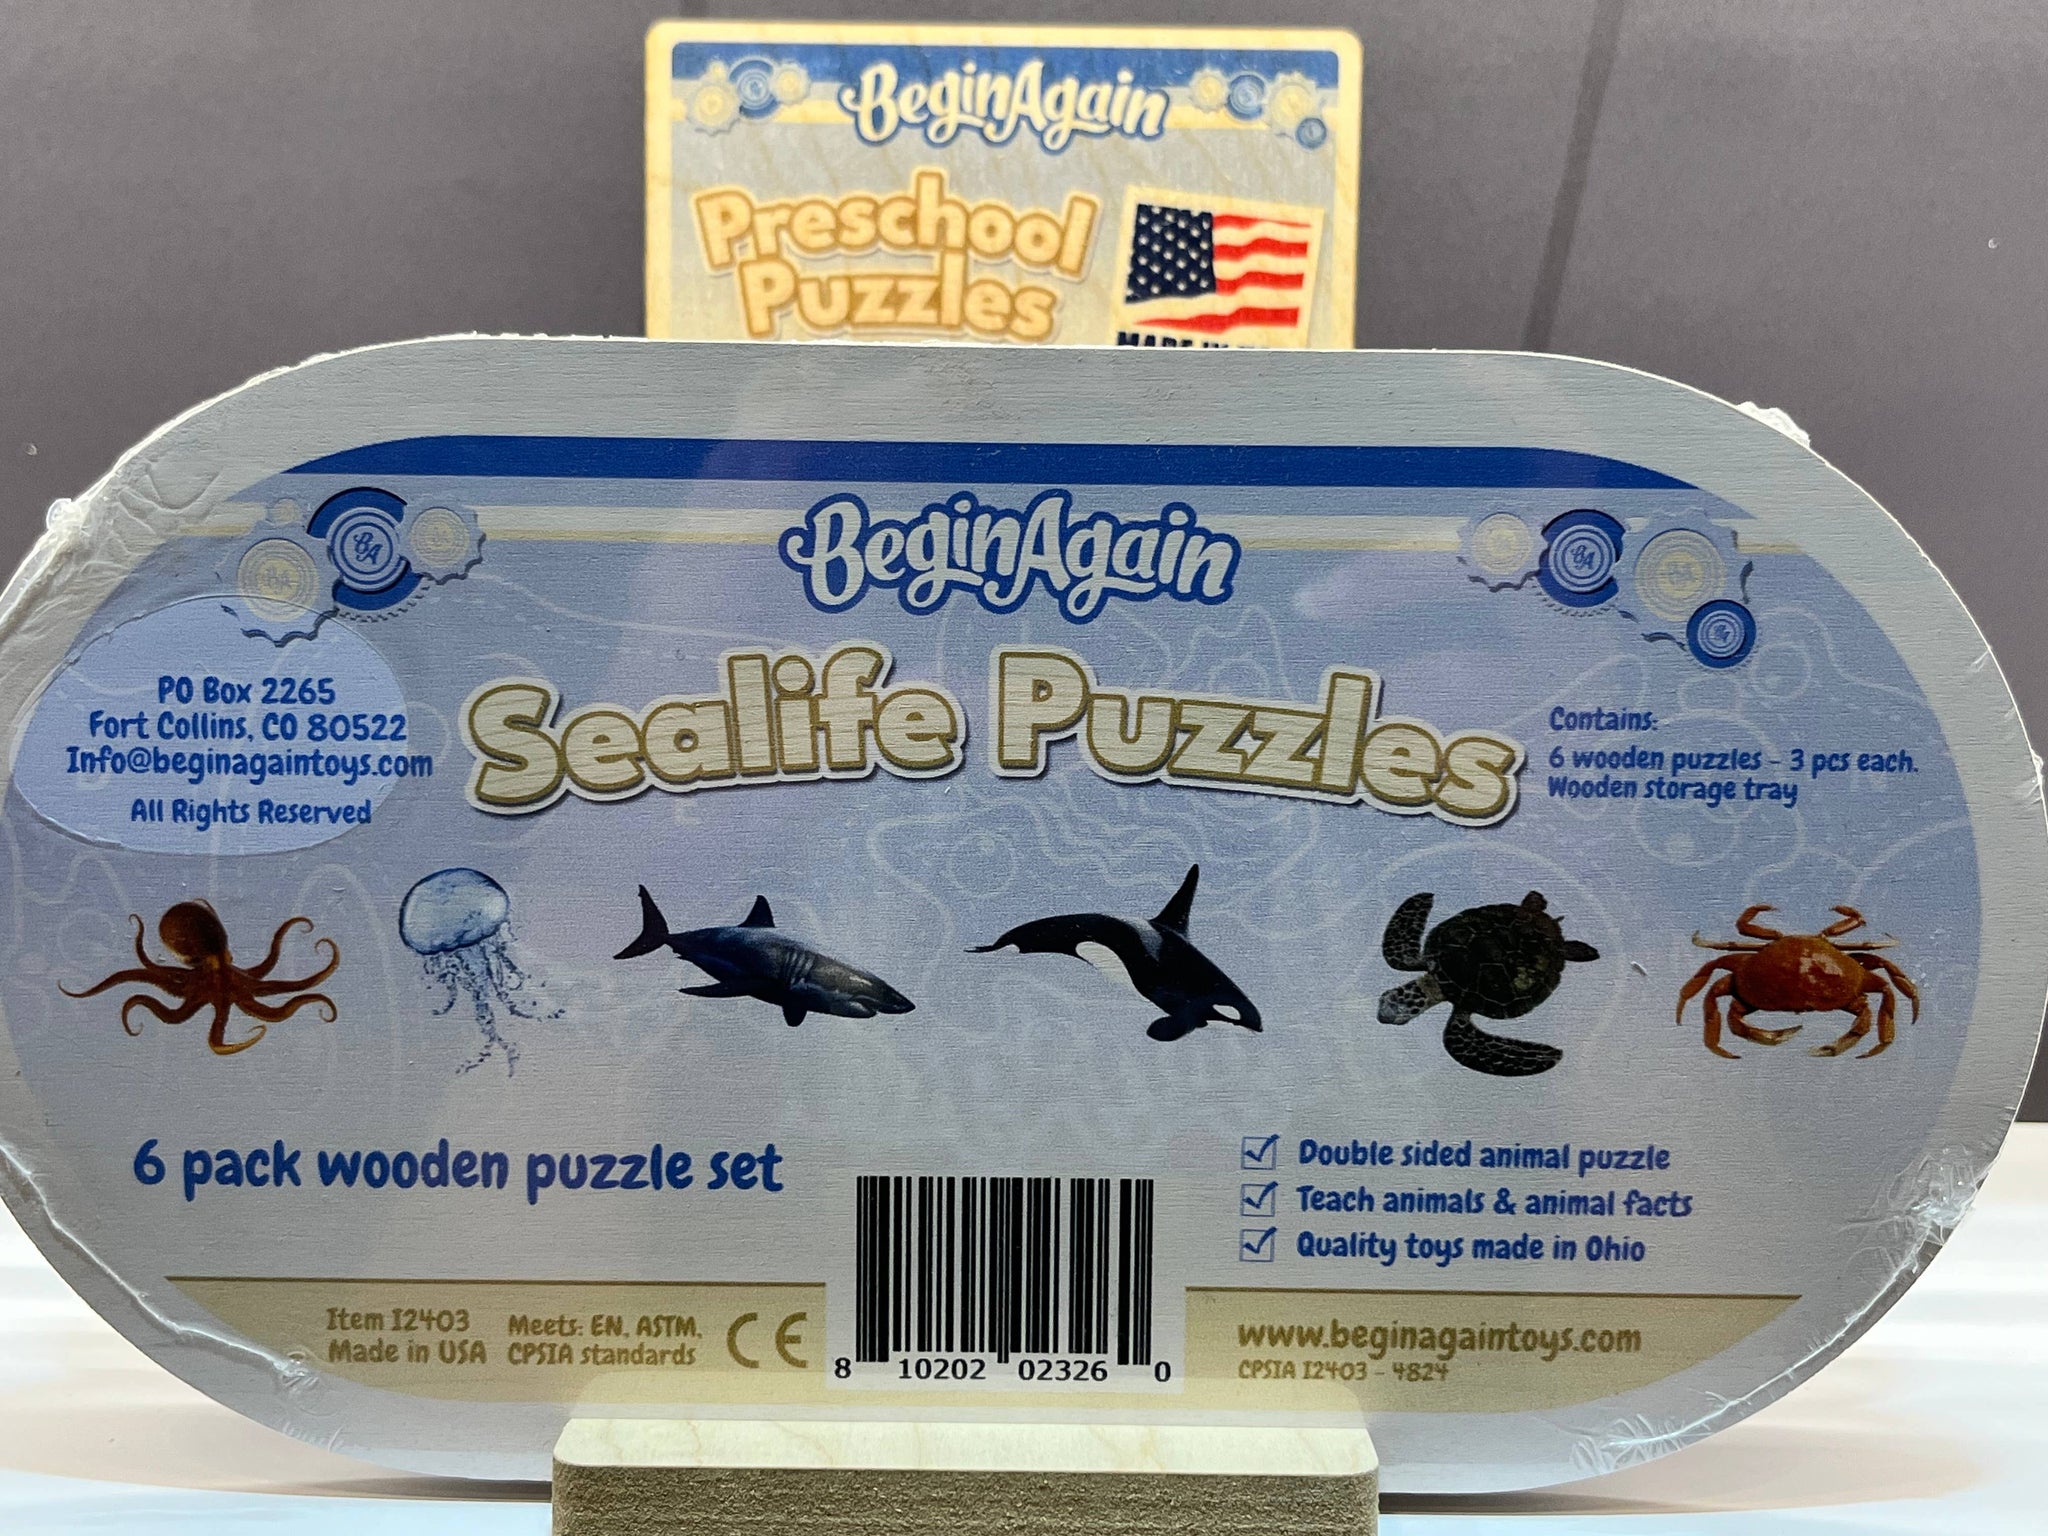 BeginAgain
Preschool
Puzzles
BeginAgain
Sealife Puzzles
PO Box 2265
Fort Collins, CO 80522
Info@beginagaintoys.com
All Rights Reserved
Contains:
6 wooden puzzles - 3 pcs each.
Wooden storage tray
6 pack wooden puzzle set
Double sided animal puzzle
Teach animals & animal facts
Quality toys made in Ohio
Item I2403
Made in USA
Meets: EN, ASTM,
CPSIA standards
CE
8 10202 02326 0
www.beginagaintoys.com
CPSIA I2403 - 4824